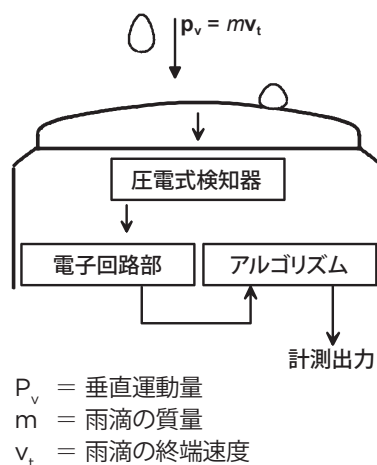 pv = mvt
圧電式検知器
電子回路部
アルゴリズム
計測出力
Pv = 垂直運動量
m = 雨滴の質量
vt = 雨滴の終端速度